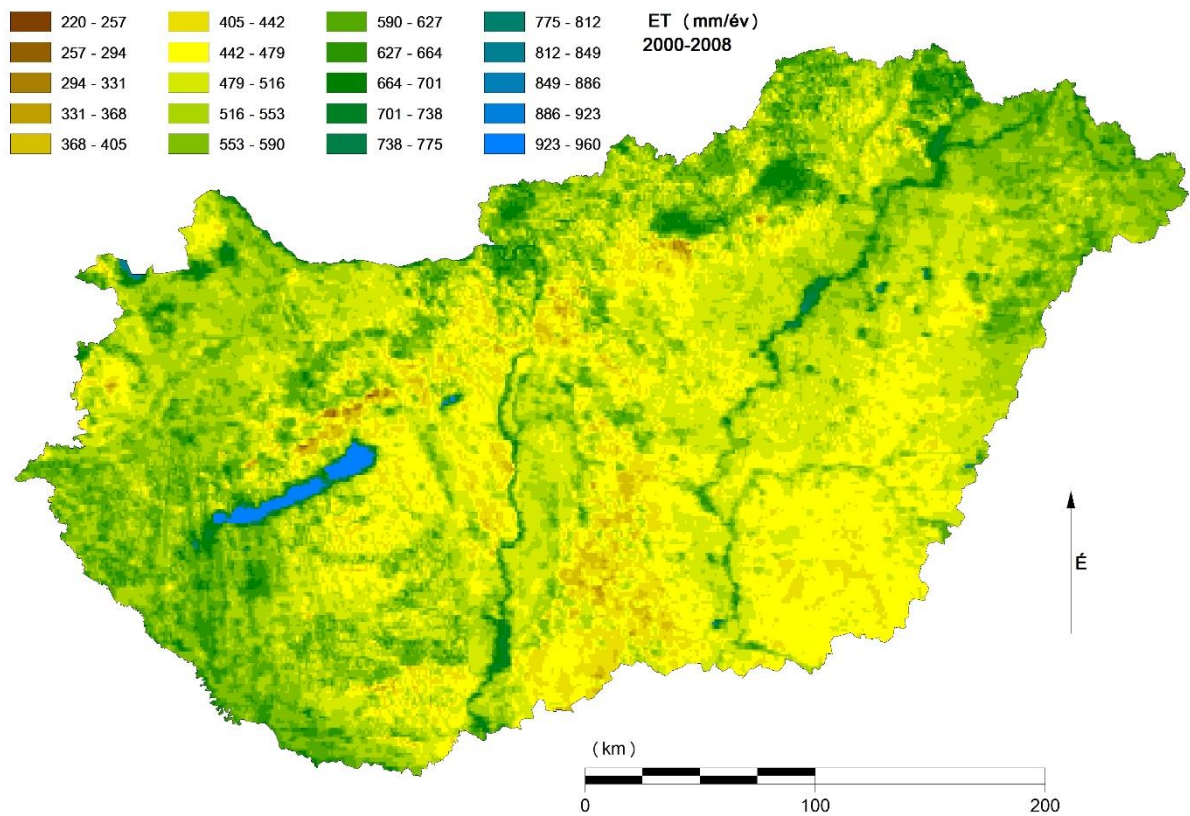 220 - 257
257 - 294
294 - 331
331 - 368
368 - 405
405 - 442
442 - 479
479 - 516
516 - 553
553 - 590
590 - 627
627 - 664
664 - 701
701 - 738
738 - 775
775 - 812
812 - 849
849 - 886
886 - 923
923 - 960
ET (mm/év)
2000-2008
É
(km)
0 100 200